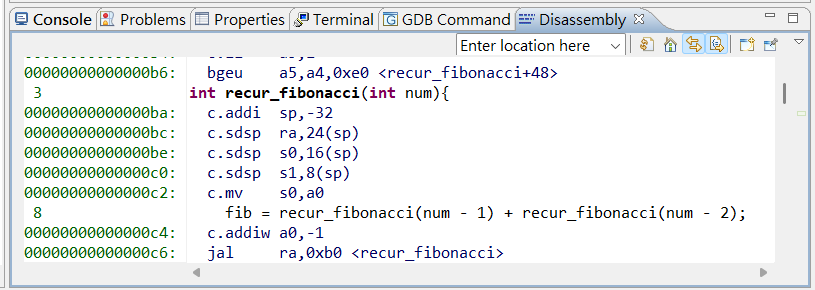 Console Problems Properties Terminal GDB Command Disassembly
Enter location here
00000000000000b6: bgeu a5,a4,0xe0 <recur_fibonacci+48>
3 int recur_fibonacci(int num){
00000000000000ba: c.addi sp,-32
00000000000000bc: c.sdsp ra,24(sp)
00000000000000be: c.sdsp s0,16(sp)
00000000000000c0: c.sdsp s1,8(sp)
00000000000000c2: c.mv s0,a0
8 fib = recur_fibonacci(num - 1) + recur_fibonacci(num - 2);
00000000000000c4: c.addiw a0,-1
00000000000000c6: jal ra,0xb0 <recur_fibonacci>